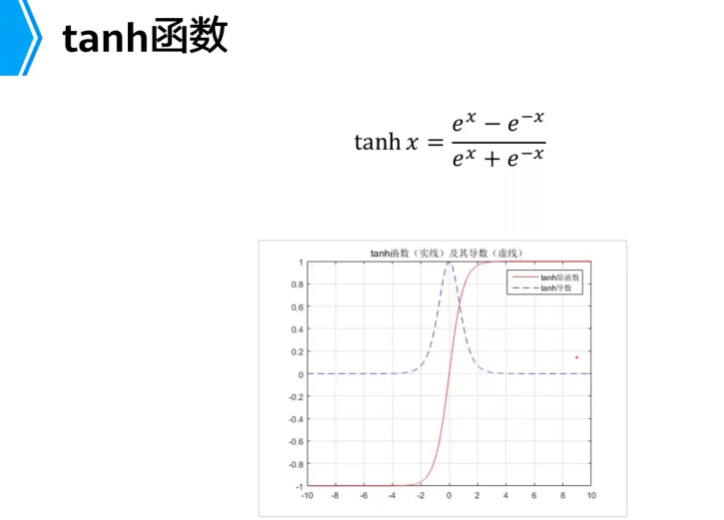 tanh函数
tanh x = (e^x − e^{−x}) / (e^x + e^{−x})
tanh函数（实线）及其导数（虚线）
tanh原函数
tanh导数
1
0.8
0.6
0.4
0.2
0
-0.2
-0.4
-0.6
-0.8
-1
-10 -8 -6 -4 -2 0 2 4 6 8 10